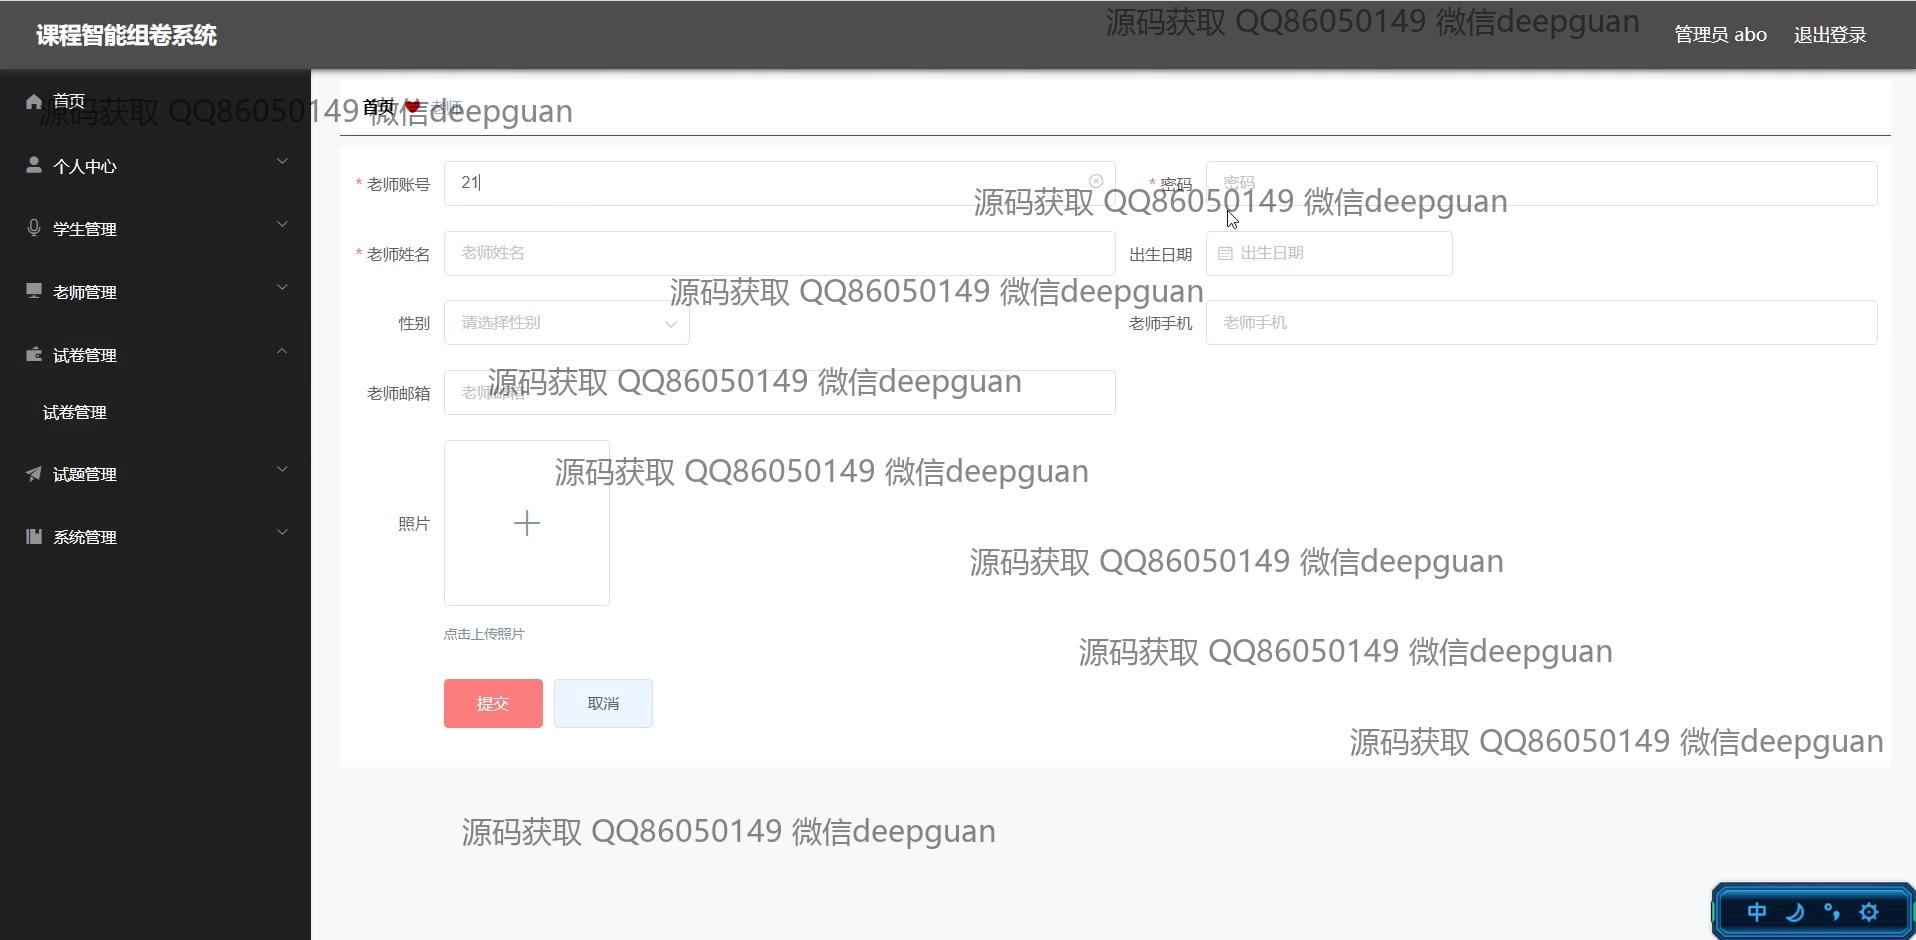 课程智能组卷系统
源码获取 QQ86050149 微信deepguan
管理员 abo
退出登录
首页
源码获取 QQ86050149 微信deepguan
首页
老师
个人中心
学生管理
老师管理
试卷管理
试卷管理
试题管理
系统管理
* 老师账号
21
* 密码
密码
源码获取 QQ86050149 微信deepguan
* 老师姓名
老师姓名
出生日期
出生日期
源码获取 QQ86050149 微信deepguan
性别
请选择性别
老师手机
老师手机
源码获取 QQ86050149 微信deepguan
老师邮箱
老师邮箱
源码获取 QQ86050149 微信deepguan
照片
源码获取 QQ86050149 微信deepguan
点击上传照片
源码获取 QQ86050149 微信deepguan
提交
取消
源码获取 QQ86050149 微信deepguan
源码获取 QQ86050149 微信deepguan
中